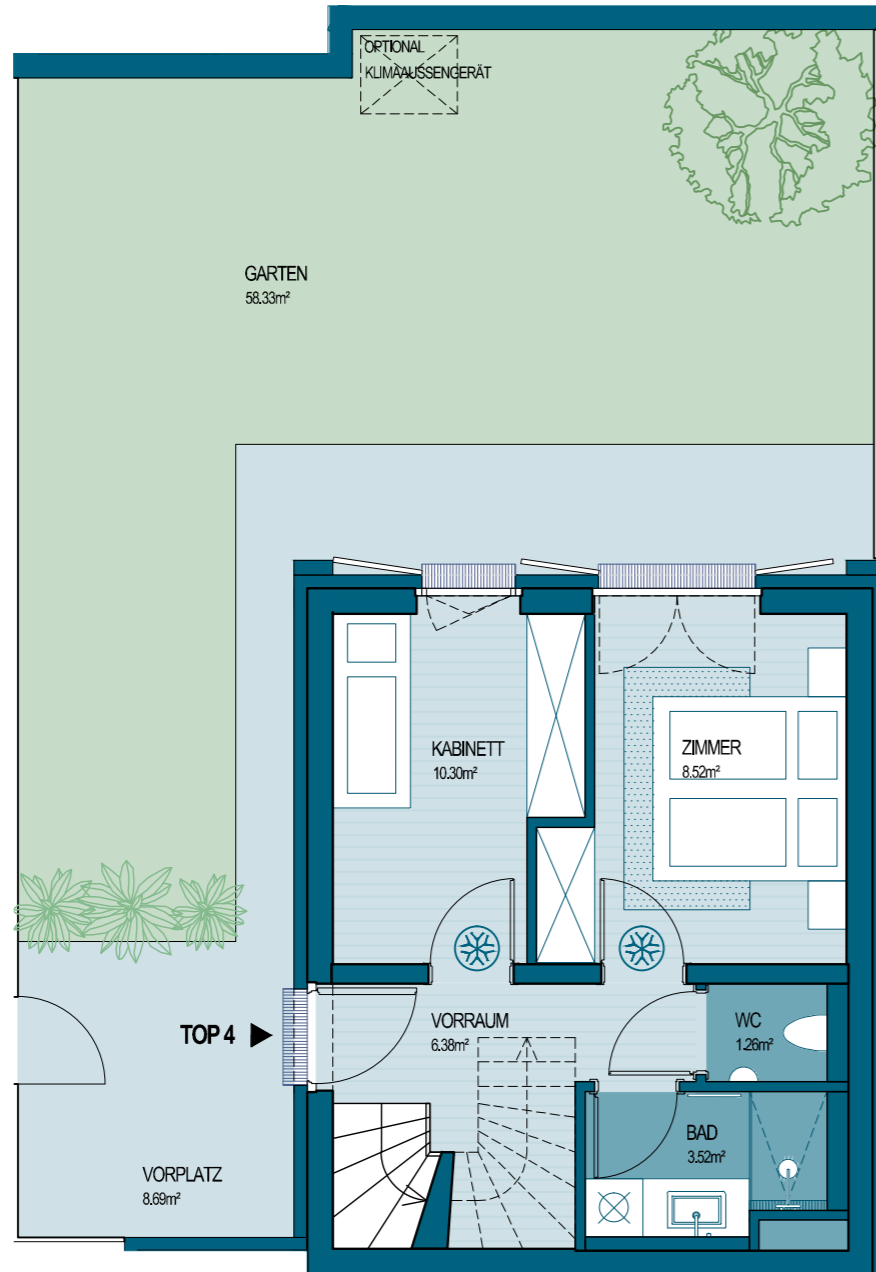 OPTIONAL
KLIMAAUSSENGERÄT
GARTEN
58.33m²
KABINETT
10.30m²
ZIMMER
8.52m²
TOP 4
VORRAUM
6.38m²
WC
1.26m²
BAD
3.52m²
VORPLATZ
8.69m²